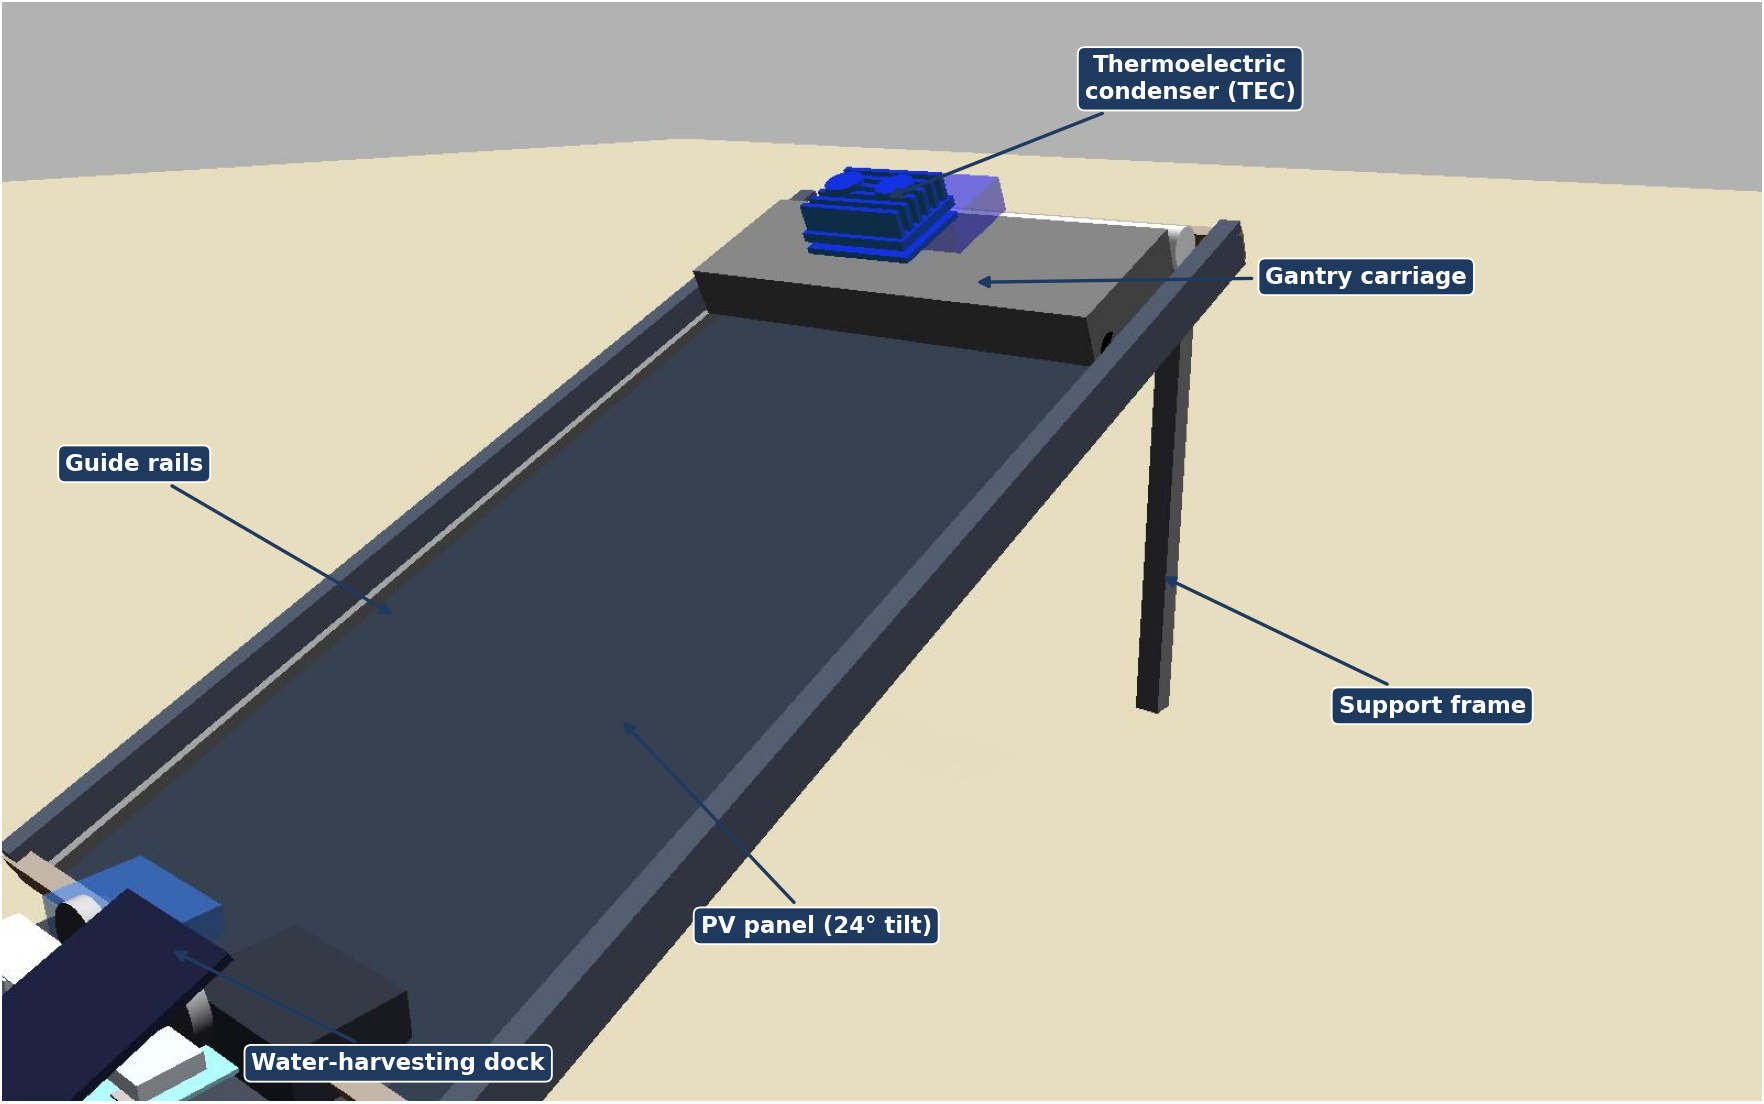 Thermoelectric
condenser (TEC)
Gantry carriage
Guide rails
Support frame
PV panel (24° tilt)
Water-harvesting dock